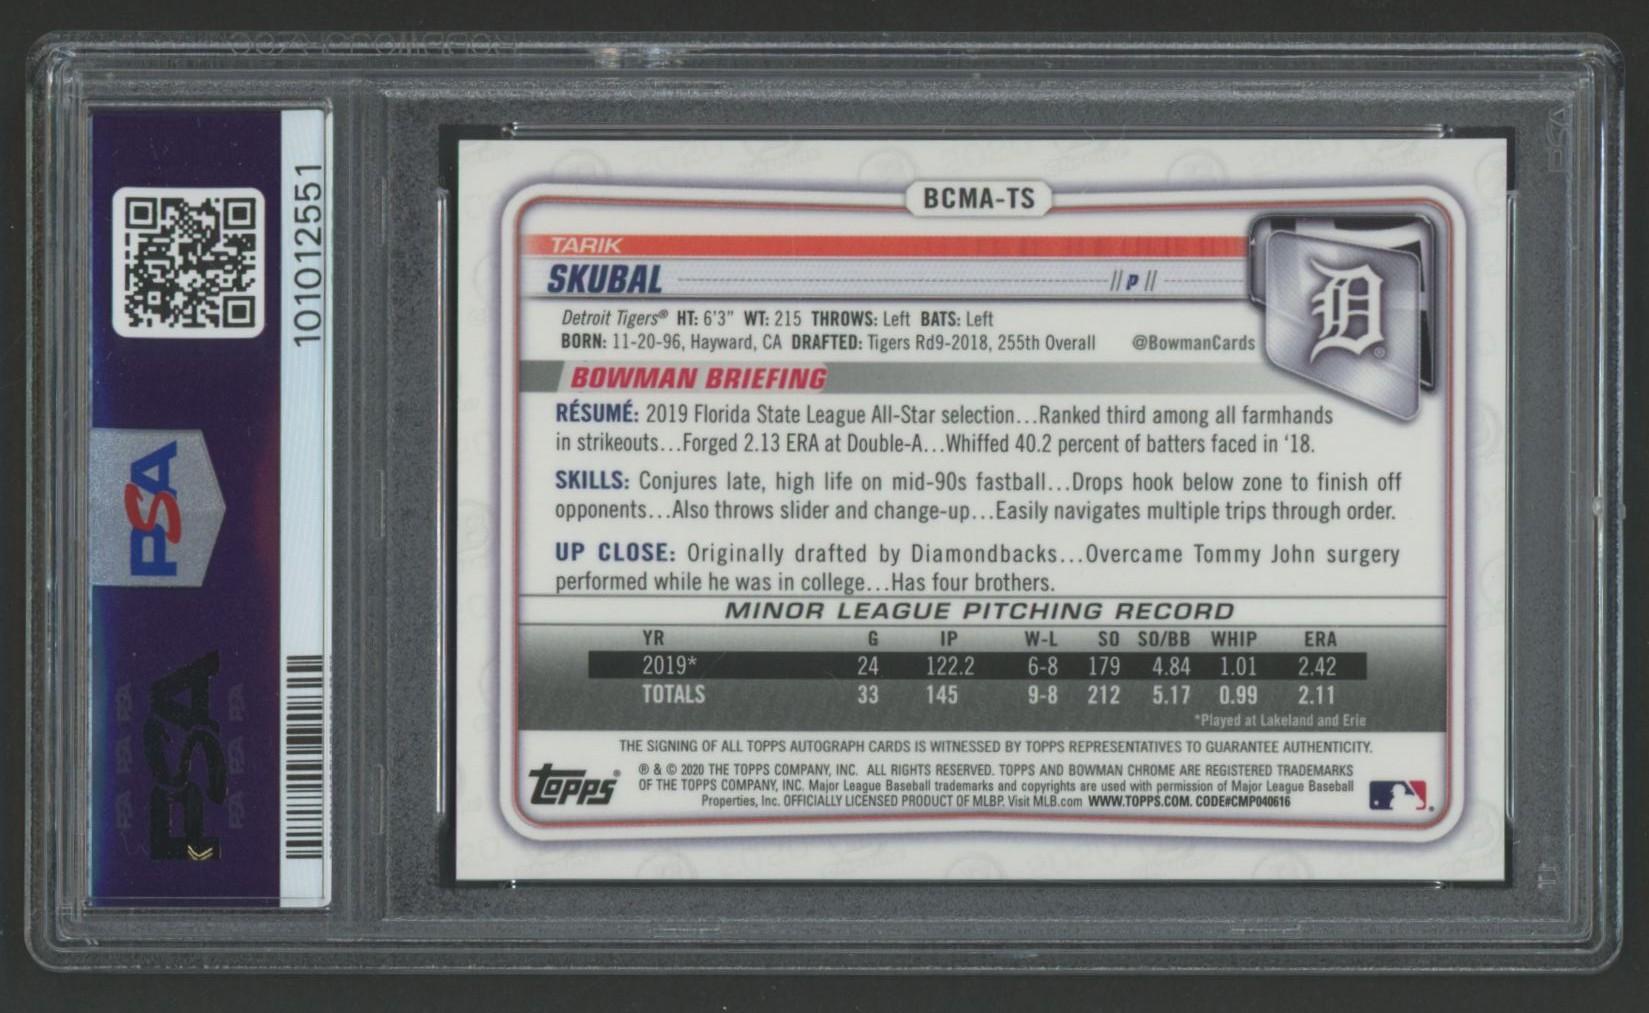 BCMA-TS
TARIK
SKUBAL // P //
Detroit Tigers® HT: 6'3" WT: 215 THROWS: Left BATS: Left
BORN: 11-20-96, Hayward, CA DRAFTED: Tigers Rd9-2018, 255th Overall @BowmanCards
D®
BOWMAN BRIEFING
RÉSUMÉ: 2019 Florida State League All-Star selection...Ranked third among all farmhands
in strikeouts...Forged 2.13 ERA at Double-A...Whiffed 40.2 percent of batters faced in ‘18.
SKILLS: Conjures late, high life on mid-90s fastball...Drops hook below zone to finish off
opponents...Also throws slider and change-up...Easily navigates multiple trips through order.
UP CLOSE: Originally drafted by Diamondbacks...Overcame Tommy John surgery
performed while he was in college...Has four brothers.
MINOR LEAGUE PITCHING RECORD
YR G IP W-L SO SO/BB WHIP ERA
2019* 24 122.2 6-8 179 4.84 1.01 2.42
TOTALS 33 145 9-8 212 5.17 0.99 2.11
*Played at Lakeland and Erie
THE SIGNING OF ALL TOPPS AUTOGRAPH CARDS IS WITNESSED BY TOPPS REPRESENTATIVES TO GUARANTEE AUTHENTICITY.
topps®
® & © 2020 THE TOPPS COMPANY, INC. ALL RIGHTS RESERVED. TOPPS AND BOWMAN CHROME ARE REGISTERED TRADEMARKS
OF THE TOPPS COMPANY, INC. Major League Baseball trademarks and copyrights are used with permission of Major League Baseball
Properties, Inc. OFFICIALLY LICENSED PRODUCT OF MLBP. Visit MLB.com WWW.TOPPS.COM. CODE#CMP040616
101012551
PSA
PSA
PSA PSA PSA
PSA PSA PSA
PSA